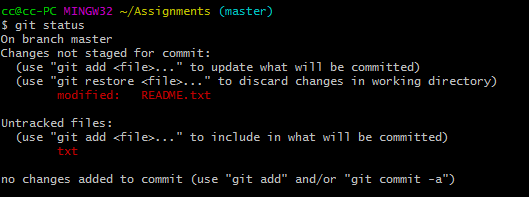 cc@cc-PC MINGW32 ~/Assignments (master)
$ git status
On branch master
Changes not staged for commit:
(use "git add <file>..." to update what will be committed)
(use "git restore <file>..." to discard changes in working directory)
modified: README.txt
Untracked files:
(use "git add <file>..." to include in what will be committed)
txt
no changes added to commit (use "git add" and/or "git commit -a")